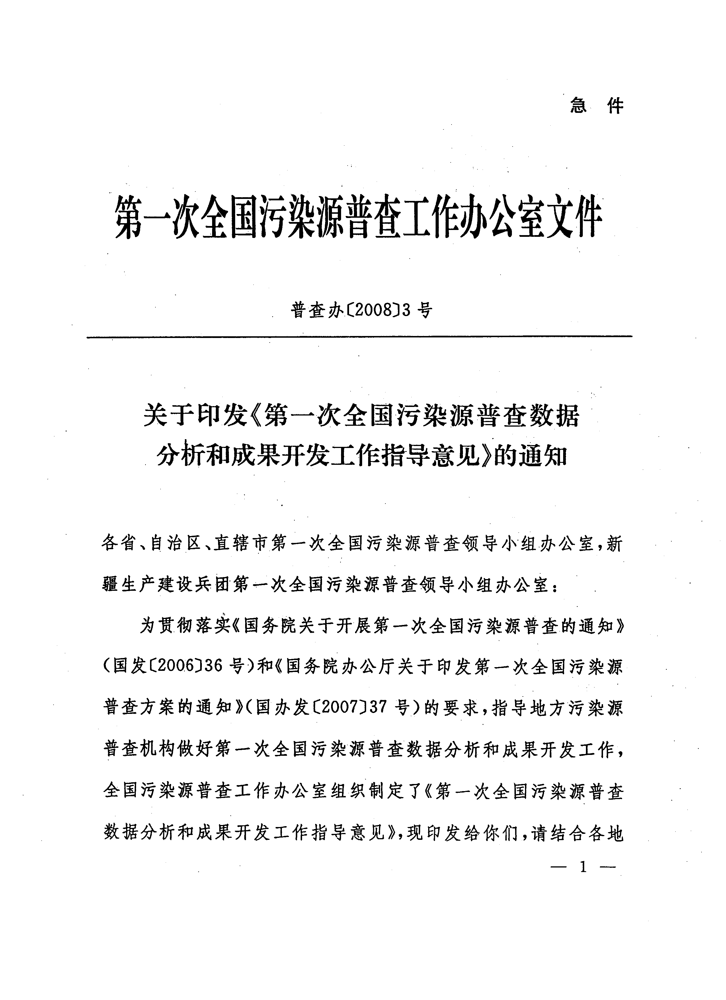 急 件
第一次全国污染源普查工作办公室文件
普查办〔2008〕3 号
关于印发《第一次全国污染源普查数据
分析和成果开发工作指导意见》的通知
各省、自治区、直辖市第一次全国污染源普查领导小组办公室,新
疆生产建设兵团第一次全国污染源普查领导小组办公室:
为贯彻落实《国务院关于开展第一次全国污染源普查的通知》
(国发〔2006〕36 号)和《国务院办公厅关于印发第一次全国污染源
普查方案的通知》(国办发〔2007〕37 号)的要求,指导地方污染源
普查机构做好第一次全国污染源普查数据分析和成果开发工作,
全国污染源普查工作办公室组织制定了《第一次全国污染源普查
数据分析和成果开发工作指导意见》,现印发给你们,请结合各地
— 1 —